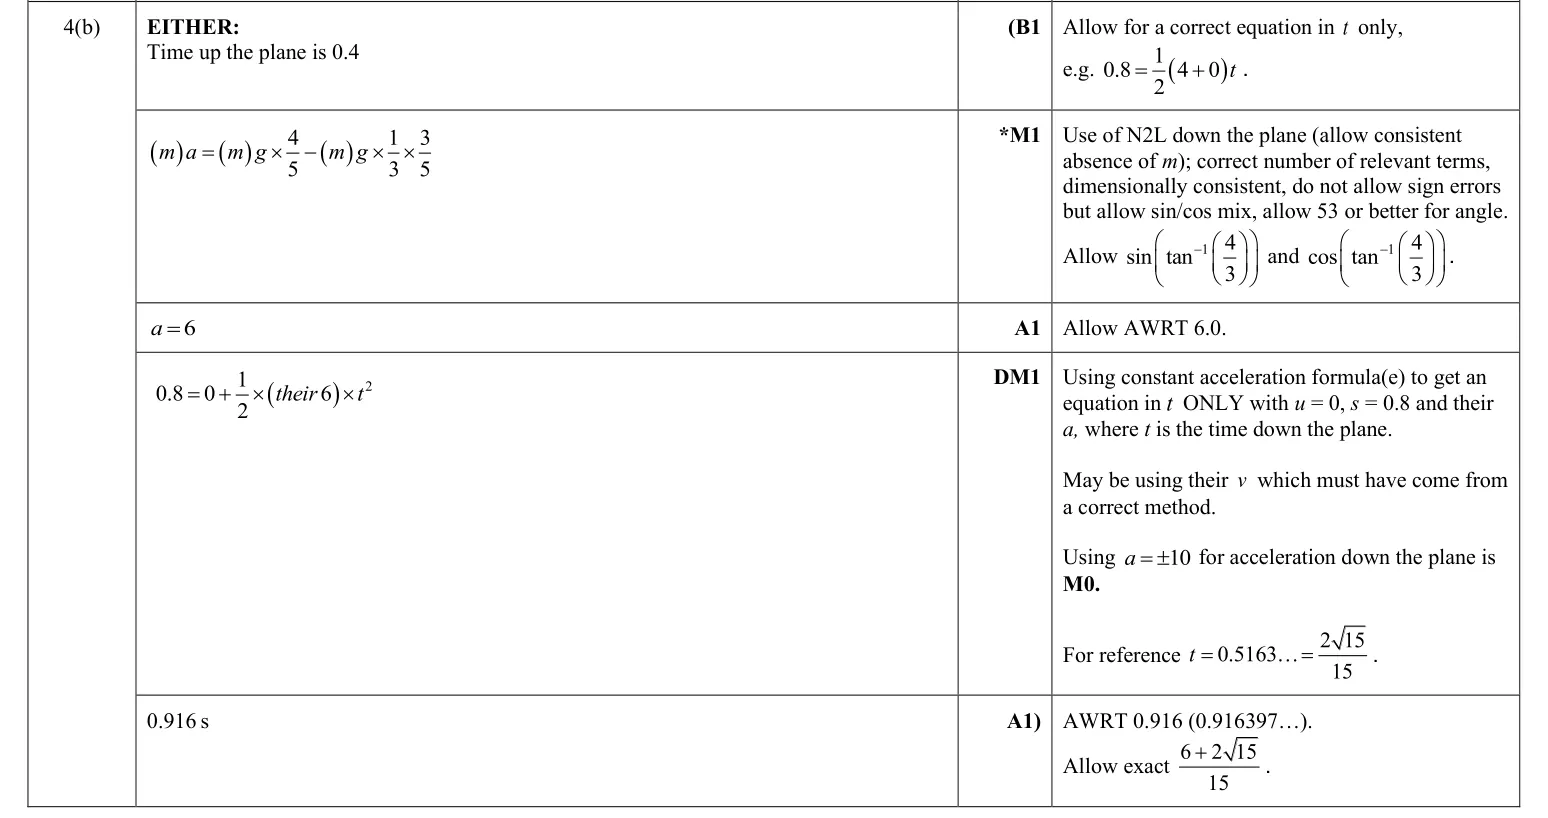 4(b)
EITHER:
Time up the plane is 0.4
(B1
Allow for a correct equation in t only,
e.g. 0.8 = 1/2 (4 + 0)t .
(m)a = (m)g × 4/5 − (m)g × 1/3 × 3/5
*M1
Use of N2L down the plane (allow consistent
absence of m); correct number of relevant terms,
dimensionally consistent, do not allow sign errors
but allow sin/cos mix, allow 53 or better for angle.
Allow sin(tan⁻¹(4/3)) and cos(tan⁻¹(4/3)).
a = 6
A1
Allow AWRT 6.0.
0.8 = 0 + 1/2 × (their 6) × t²
DM1
Using constant acceleration formula(e) to get an
equation in t ONLY with u = 0, s = 0.8 and their
a, where t is the time down the plane.
May be using their v which must have come from
a correct method.
Using a = ±10 for acceleration down the plane is
M0.
For reference t = 0.5163… = 2√15/15 .
0.916 s
A1)
AWRT 0.916 (0.916397…).
Allow exact (6 + 2√15)/15 .